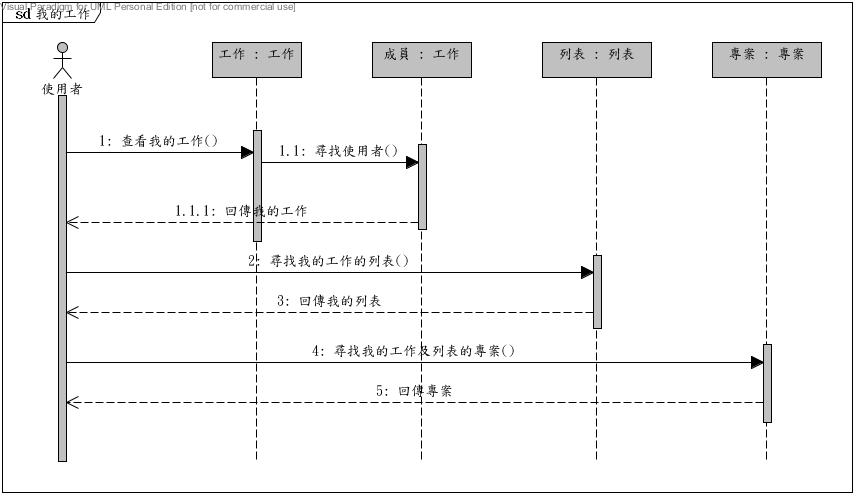 Visual Paradigm for UML Personal Edition [not for commercial use]
sd 我的工作
使用者
工作 : 工作
成員 : 工作
列表 : 列表
專案 : 專案
1: 查看我的工作()
1.1: 尋找使用者()
1.1.1: 回傳我的工作
2: 尋找我的工作的列表()
3: 回傳我的列表
4: 尋找我的工作及列表的專案()
5: 回傳專案